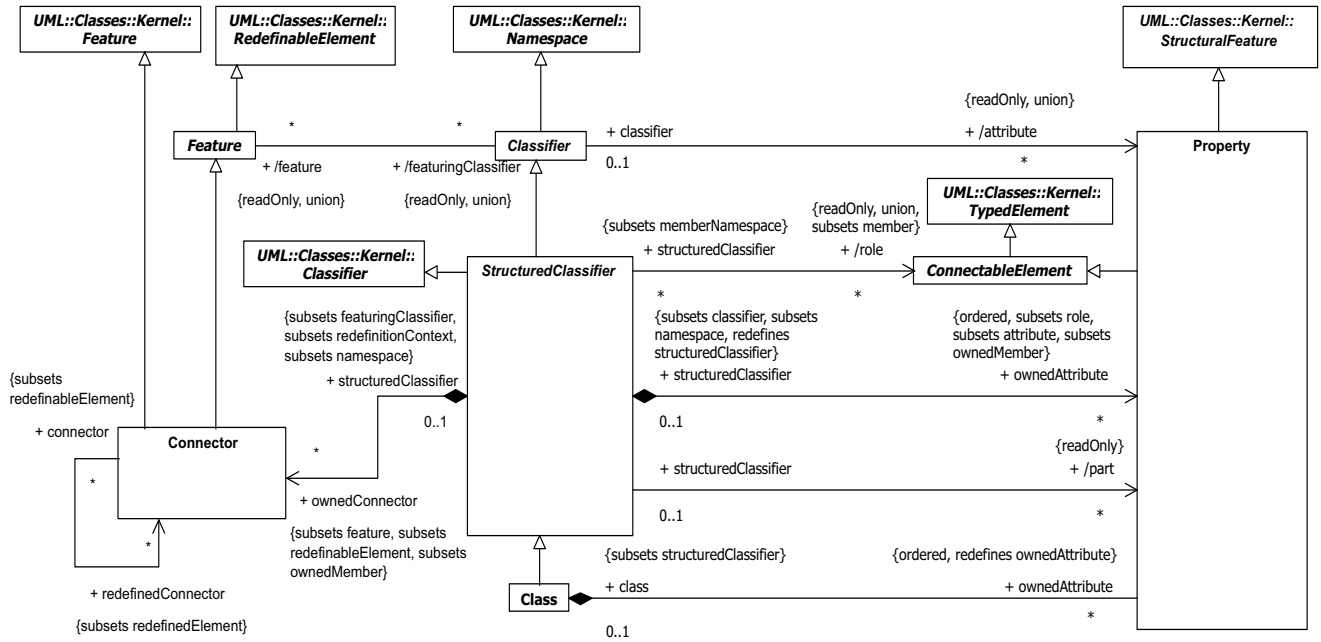 UML::Classes::Kernel::
Feature
UML::Classes::Kernel::
RedefinableElement
UML::Classes::Kernel::
Namespace
UML::Classes::Kernel::
StructuralFeature
{readOnly, union}
*
*
+ classifier
+ /attribute
Feature
Classifier
Property
+ /feature
+ /featuringClassifier
0..1
*
{readOnly, union}
{readOnly, union}
UML::Classes::Kernel::
TypedElement
{subsets memberNamespace}
{readOnly, union,
subsets member}
+ structuredClassifier
+ /role
UML::Classes::Kernel::
Classifier
StructuredClassifier
ConnectableElement
*
*
{subsets featuringClassifier,
subsets redefinitionContext,
subsets namespace}
{subsets classifier, subsets
namespace, redefines
structuredClassifier}
{ordered, subsets role,
subsets attribute, subsets
ownedMember}
+ structuredClassifier
+ structuredClassifier
+ ownedAttribute
{subsets
redefinableElement}
0..1
0..1
*
+ connector
Connector
*
{readOnly}
+ structuredClassifier
+ /part
*
+ ownedConnector
0..1
*
*
{subsets feature, subsets
redefinableElement, subsets
ownedMember}
{subsets structuredClassifier}
{ordered, redefines ownedAttribute}
+ redefinedConnector
Class
+ class
+ ownedAttribute
{subsets redefinedElement}
0..1
*